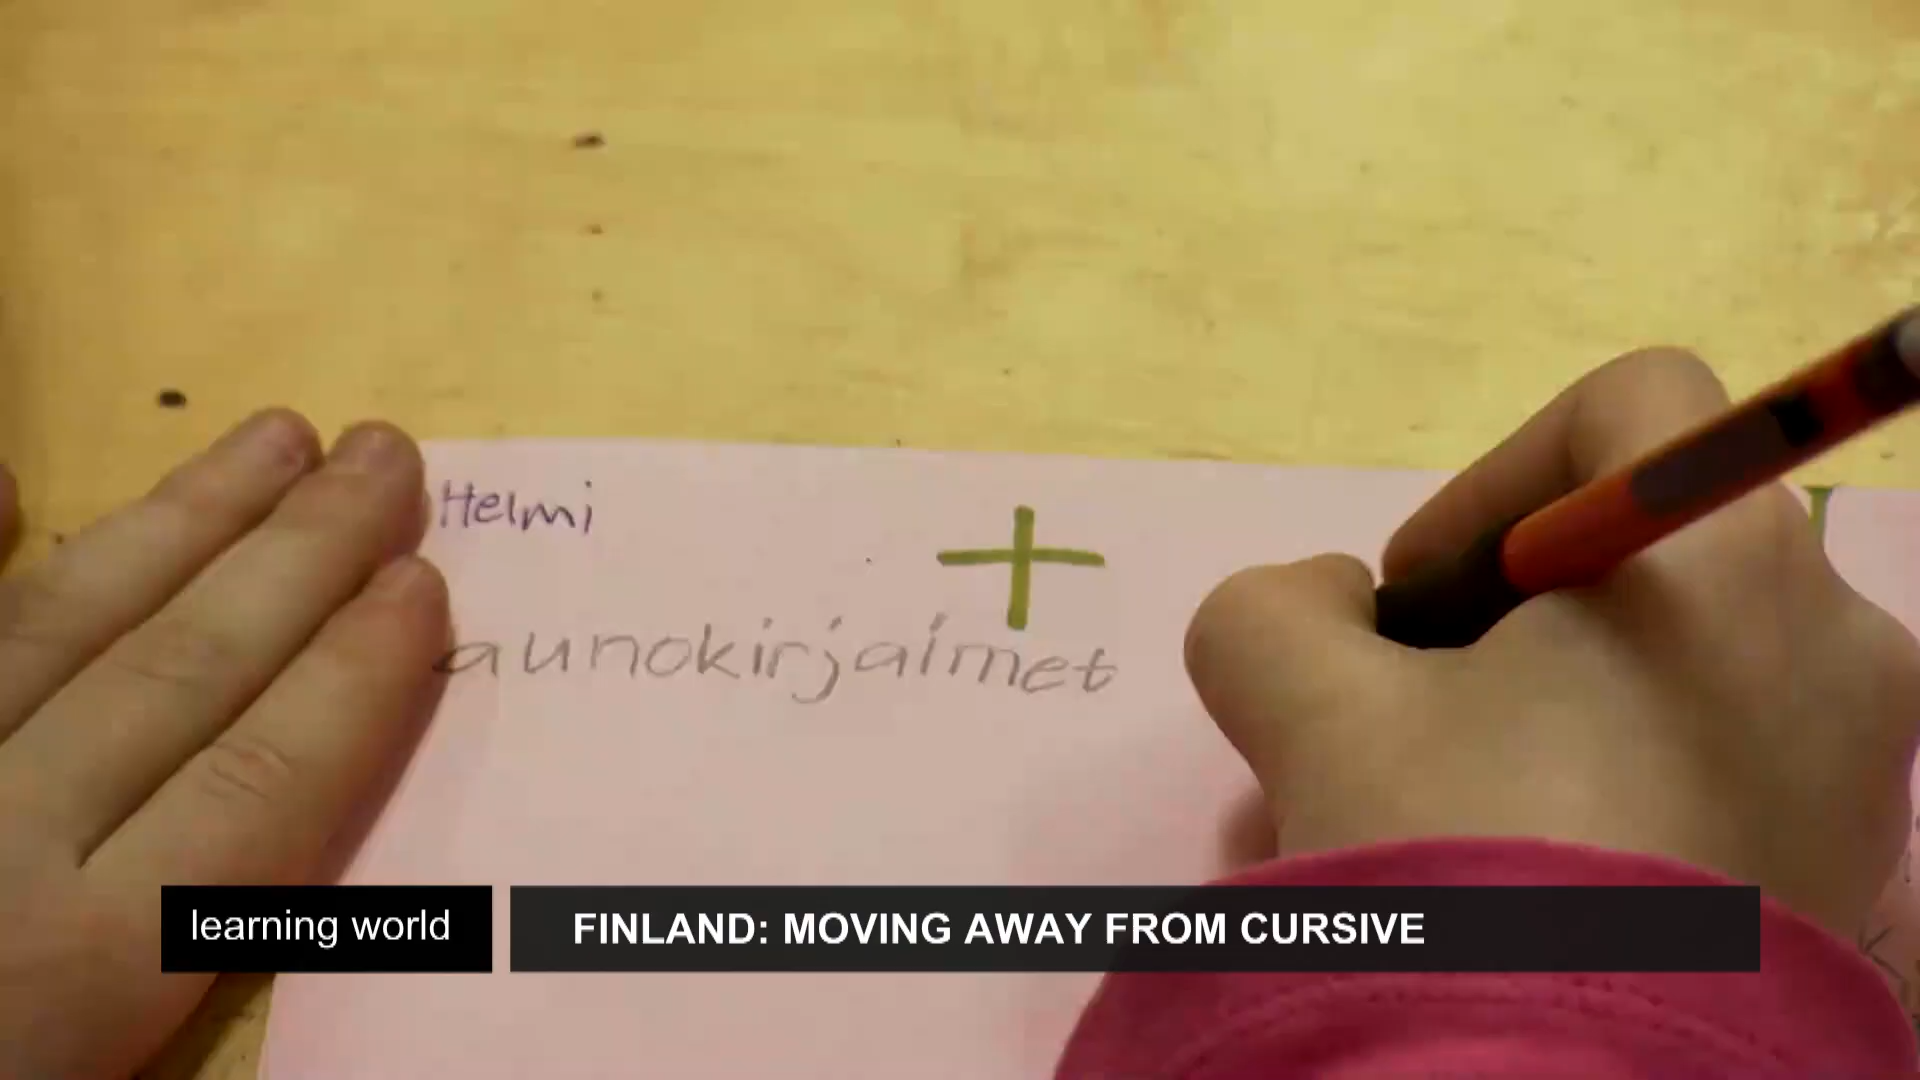 Helmi
+
aunokirjaimet
learning world
FINLAND: MOVING AWAY FROM CURSIVE